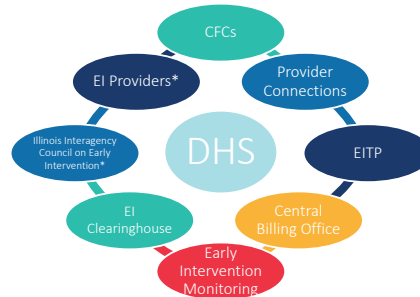 CFCs
EI Providers*
Provider
Connections
Illinois Interagency
Council on Early
Intervention*
DHS
EITP
EI
Clearinghouse
Central
Billing Office
Early
Intervention
Monitoring